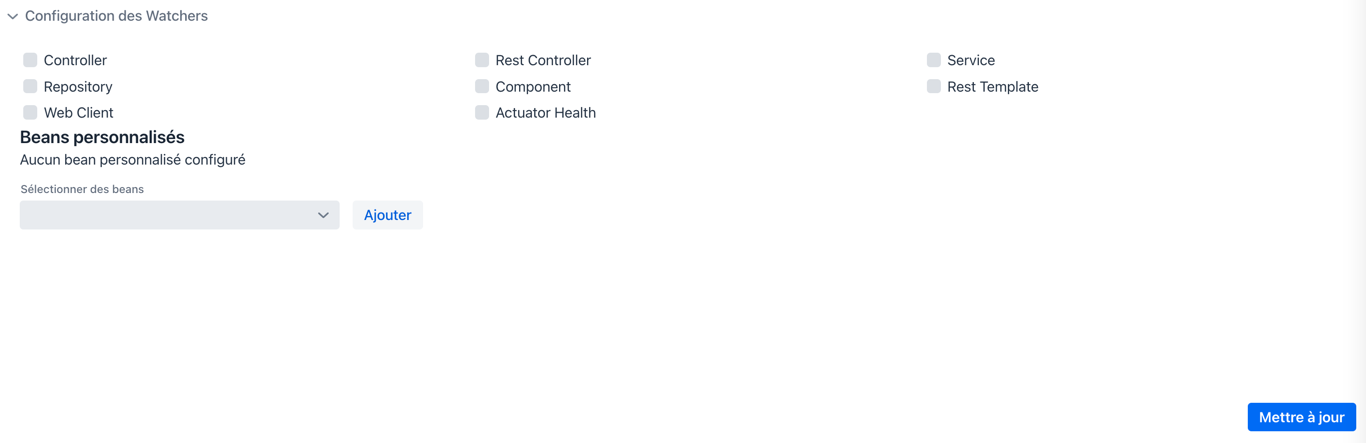 Configuration des Watchers
Controller
Rest Controller
Service
Repository
Component
Rest Template
Web Client
Actuator Health
Beans personnalisés
Aucun bean personnalisé configuré
Sélectionner des beans
Ajouter
Mettre à jour